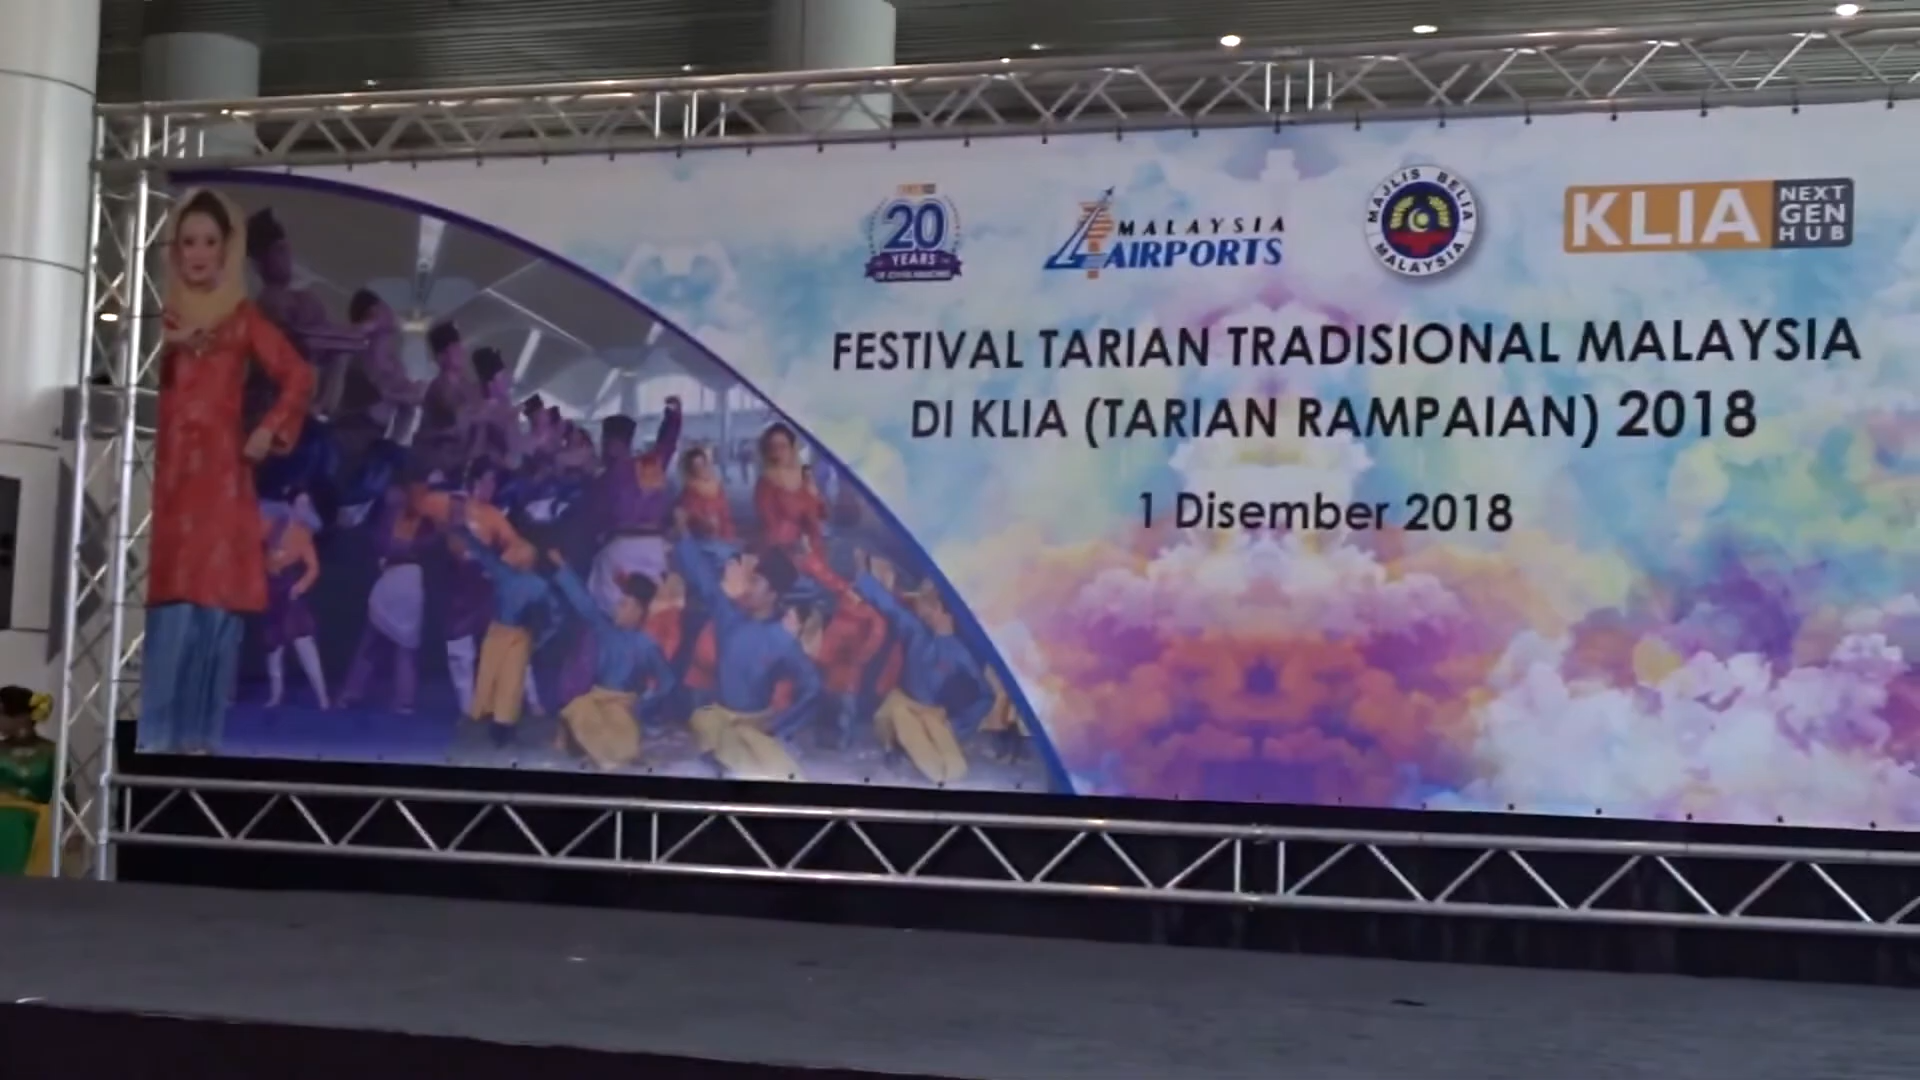 20
YEARS
MALAYSIA
AIRPORTS
MAJLIS BELIA
MALAYSIA
KLIA
NEXT
GEN
HUB
FESTIVAL TARIAN TRADISIONAL MALAYSIA
DI KLIA (TARIAN RAMPAIAN) 2018
1 Disember 2018